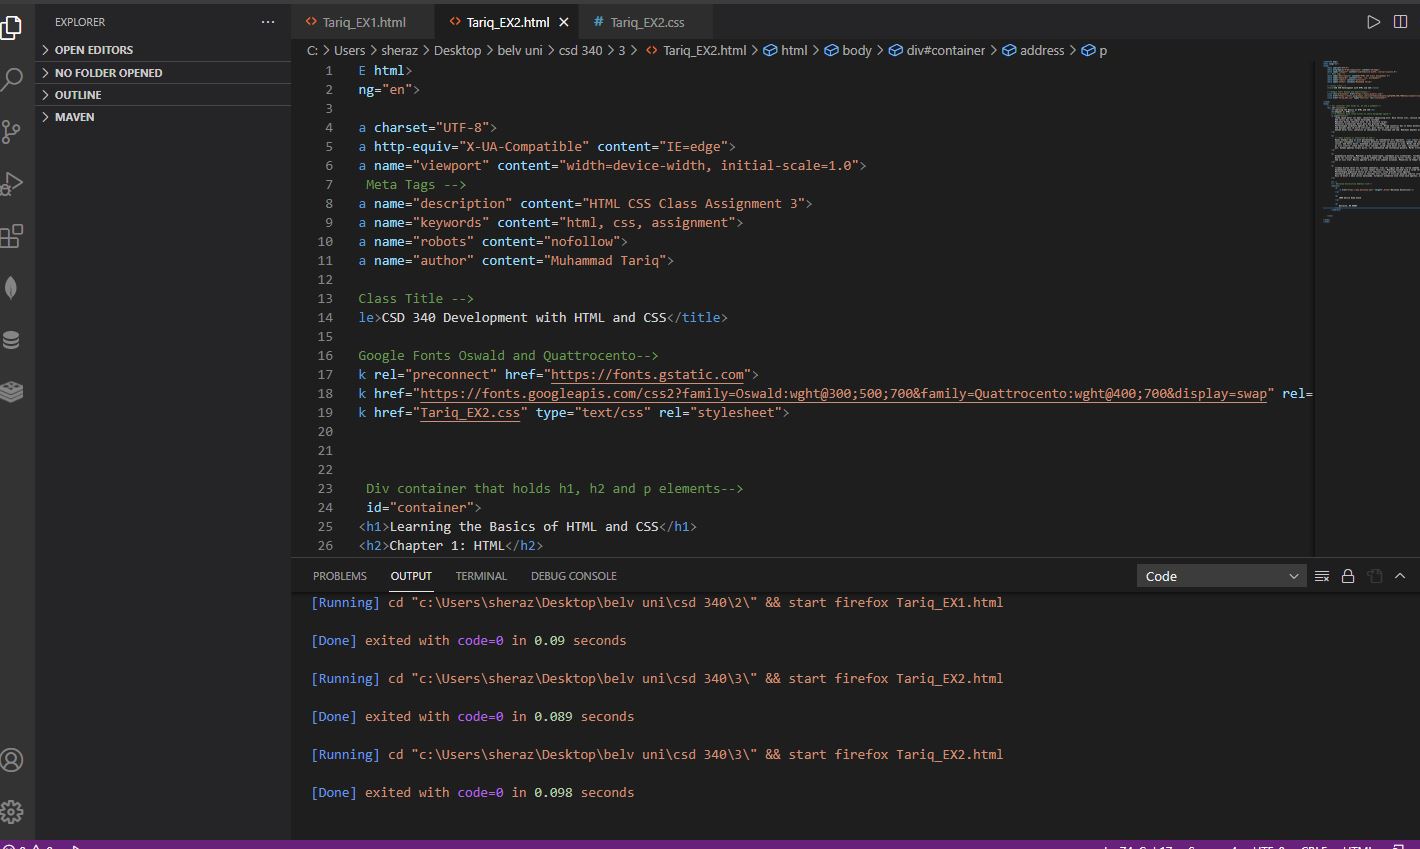 EXPLORER ···
OPEN EDITORS
NO FOLDER OPENED
OUTLINE
MAVEN
Tariq_EX1.html Tariq_EX2.html Tariq_EX2.css
C: > Users > sheraz > Desktop > belv uni > csd 340 > 3 > Tariq_EX2.html > html > body > div#container > address > p
1 E html>
2 ng="en">
3
4 a charset="UTF-8">
5 a http-equiv="X-UA-Compatible" content="IE=edge">
6 a name="viewport" content="width=device-width, initial-scale=1.0">
7 Meta Tags -->
8 a name="description" content="HTML CSS Class Assignment 3">
9 a name="keywords" content="html, css, assignment">
10 a name="robots" content="nofollow">
11 a name="author" content="Muhammad Tariq">
12
13 Class Title -->
14 le>CSD 340 Development with HTML and CSS</title>
15
16 Google Fonts Oswald and Quattrocento-->
17 k rel="preconnect" href="https://fonts.gstatic.com">
18 k href="https://fonts.googleapis.com/css2?family=Oswald:wght@300;500;700&family=Quattrocento:wght@400;700&display=swap" rel=
19 k href="Tariq_EX2.css" type="text/css" rel="stylesheet">
20
21
22
23 Div container that holds h1, h2 and p elements-->
24 id="container">
25 <h1>Learning the Basics of HTML and CSS</h1>
26 <h2>Chapter 1: HTML</h2>
PROBLEMS OUTPUT TERMINAL DEBUG CONSOLE Code
[Running] cd "c:\Users\sheraz\Desktop\belv uni\csd 340\2\" && start firefox Tariq_EX1.html
[Done] exited with code=0 in 0.09 seconds
[Running] cd "c:\Users\sheraz\Desktop\belv uni\csd 340\3\" && start firefox Tariq_EX2.html
[Done] exited with code=0 in 0.089 seconds
[Running] cd "c:\Users\sheraz\Desktop\belv uni\csd 340\3\" && start firefox Tariq_EX2.html
[Done] exited with code=0 in 0.098 seconds